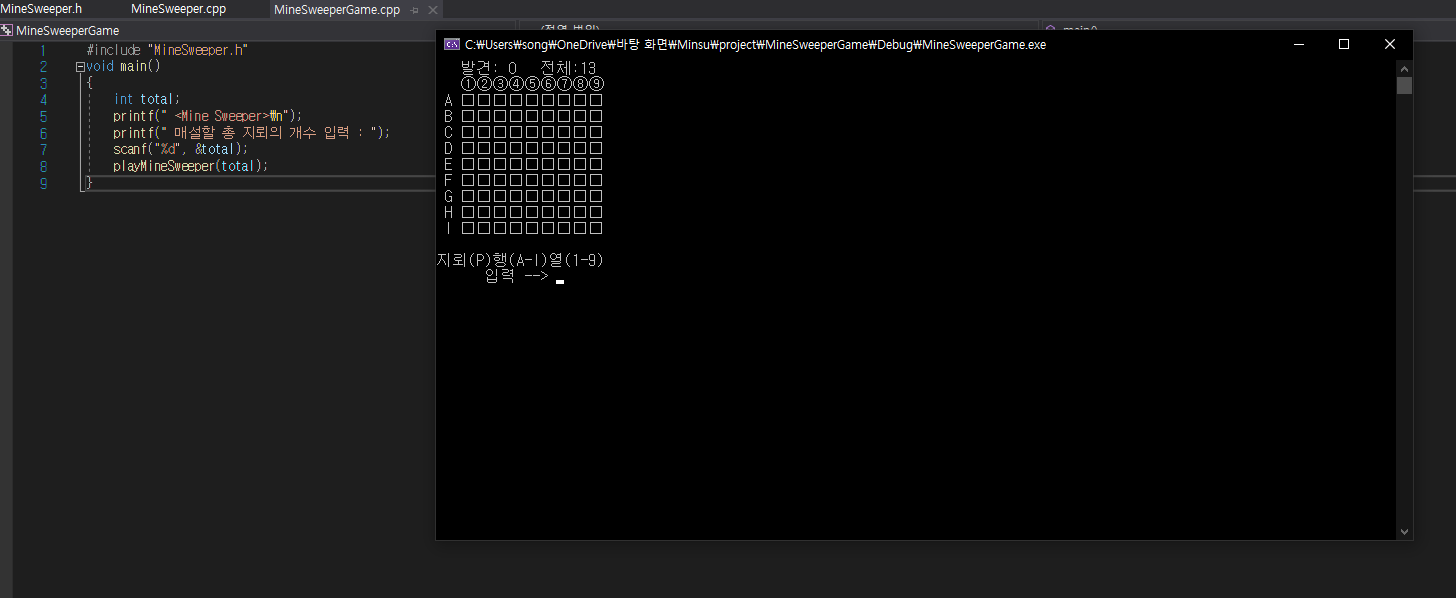 MineSweeper.h MineSweeper.cpp MineSweeperGame.cpp
MineSweeperGame (전역 범위) main()
1 #include "MineSweeper.h"
2 void main()
3 {
4 int total;
5 printf(" <Mine Sweeper>₩n");
6 printf(" 매설할 총 지뢰의 개수 입력 : ");
7 scanf("%d", &total);
8 playMineSweeper(total);
9 }
C:₩Users₩song₩OneDrive₩바탕 화면₩Minsu₩project₩MineSweeperGame₩Debug₩MineSweeperGame.exe
발견: 0 전체:13
①②③④⑤⑥⑦⑧⑨
A □□□□□□□□□
B □□□□□□□□□
C □□□□□□□□□
D □□□□□□□□□
E □□□□□□□□□
F □□□□□□□□□
G □□□□□□□□□
H □□□□□□□□□
I □□□□□□□□□
지뢰(P)행(A-I)열(1-9)
입력 -->